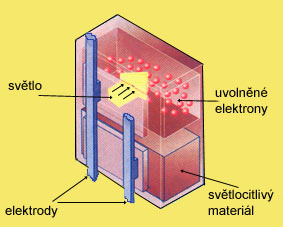 světlo
uvolněné
elektrony
elektrody
světlocitlivý
materiál